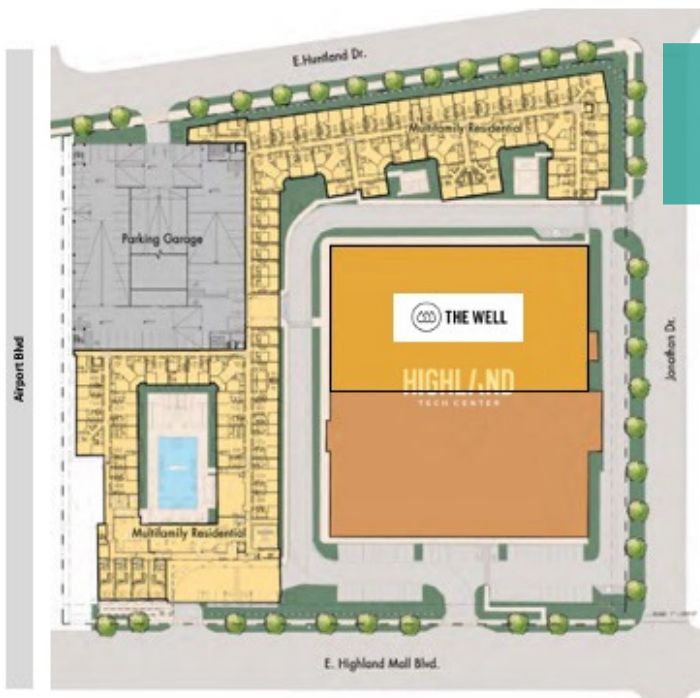 E.Huntland Dr.
Multifamily Residential
Parking Garage
Airport Blvd
THE WELL
HIGHLAND
TECH CENTER
Jonathan Dr.
Multifamily Residential
E. Highland Mall Blvd.